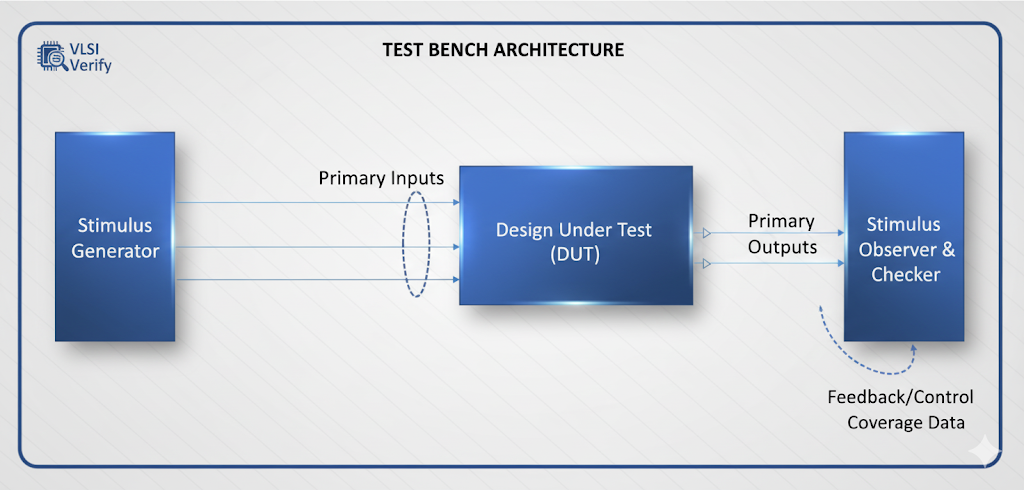 VLSI
Verify
TEST BENCH ARCHITECTURE
Stimulus
Generator
Primary Inputs
Design Under Test
(DUT)
Primary
Outputs
Stimulus
Observer &
Checker
Feedback/Control
Coverage Data